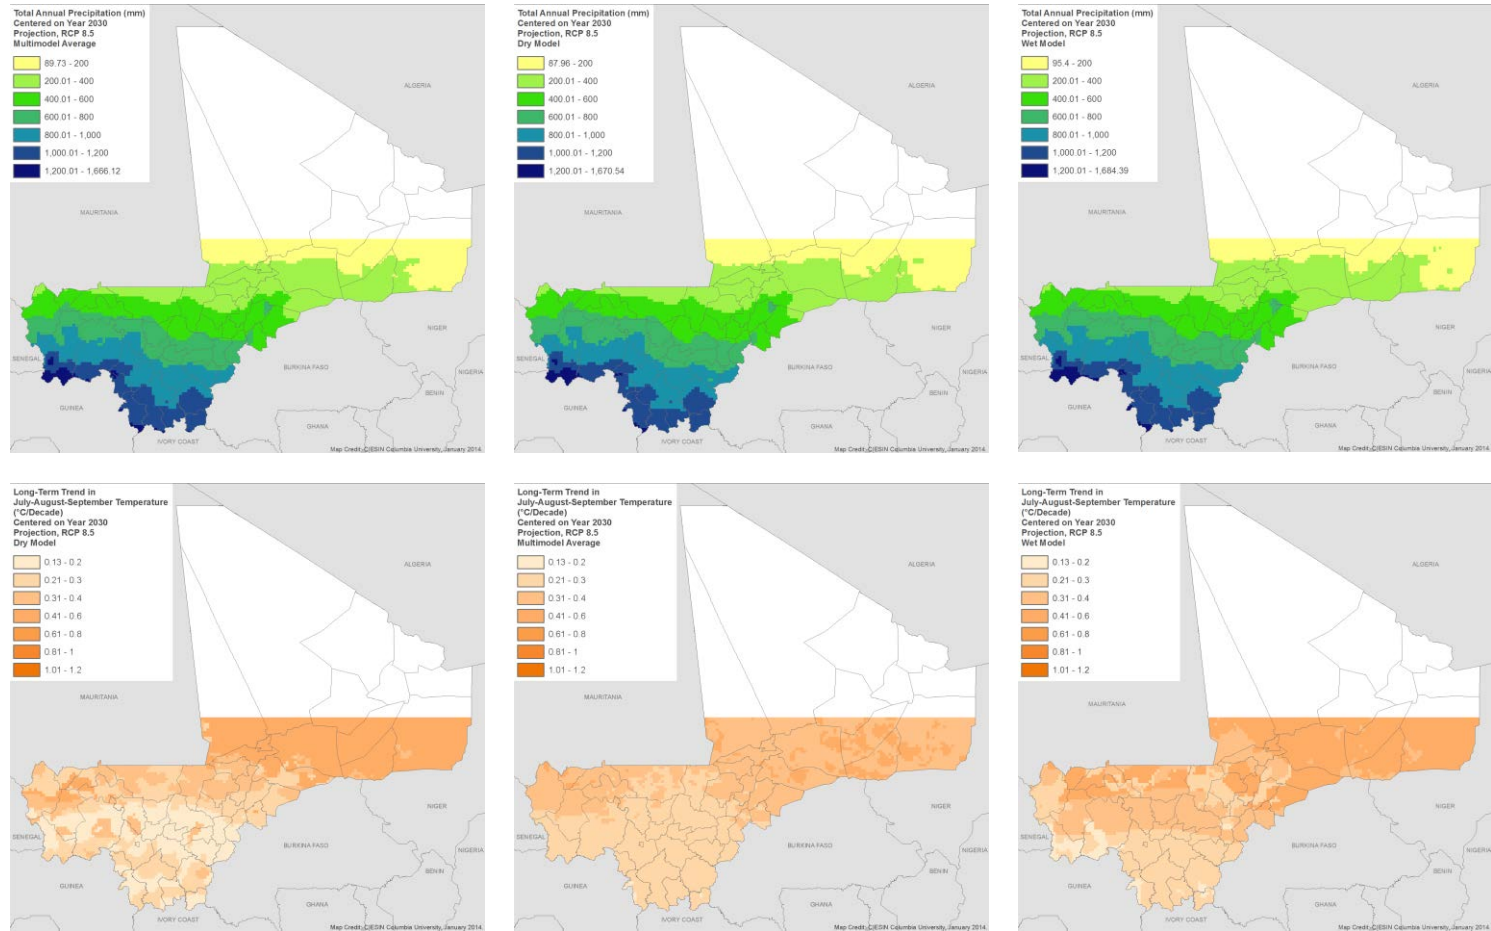 Total Annual Precipitation (mm)
Centered on Year 2030
Projection, RCP 8.5
Multimodel Average
89.73 - 200
200.01 - 400
400.01 - 600
600.01 - 800
800.01 - 1,000
1,000.01 - 1,200
1,200.01 - 1,666.12
ALGERIA
MAURITANIA
NIGER
SENEGAL
BURKINA FASO
NIGERIA
BENIN
GUINEA
GHANA
IVORY COAST
Map Credit: CIESIN Columbia University, January 2014.
Total Annual Precipitation (mm)
Centered on Year 2030
Projection, RCP 8.5
Dry Model
87.96 - 200
200.01 - 400
400.01 - 600
600.01 - 800
800.01 - 1,000
1,000.01 - 1,200
1,200.01 - 1,670.54
ALGERIA
MAURITANIA
NIGER
SENEGAL
BURKINA FASO
NIGERIA
BENIN
GUINEA
GHANA
IVORY COAST
Map Credit: CIESIN Columbia University, January 2014.
Total Annual Precipitation (mm)
Centered on Year 2030
Projection, RCP 8.5
Wet Model
95.4 - 200
200.01 - 400
400.01 - 600
600.01 - 800
800.01 - 1,000
1,000.01 - 1,200
1,200.01 - 1,684.39
ALGERIA
MAURITANIA
NIGER
SENEGAL
BURKINA FASO
NIGERIA
BENIN
GUINEA
GHANA
IVORY COAST
Map Credit: CIESIN Columbia University, January 2014.
Long-Term Trend in
July-August-September Temperature
(°C/Decade)
Centered on Year 2030
Projection, RCP 8.5
Dry Model
0.13 - 0.2
0.21 - 0.3
0.31 - 0.4
0.41 - 0.6
0.61 - 0.8
0.81 - 1
1.01 - 1.2
ALGERIA
MAURITANIA
NIGER
SENEGAL
BURKINA FASO
NIGERIA
BENIN
GUINEA
GHANA
IVORY COAST
Map Credit: CIESIN Columbia University, January 2014.
Long-Term Trend in
July-August-September Temperature
(°C/Decade)
Centered on Year 2030
Projection, RCP 8.5
Multimodel Average
0.13 - 0.2
0.21 - 0.3
0.31 - 0.4
0.41 - 0.6
0.61 - 0.8
0.81 - 1
1.01 - 1.2
ALGERIA
MAURITANIA
NIGER
SENEGAL
BURKINA FASO
NIGERIA
BENIN
GUINEA
GHANA
IVORY COAST
Map Credit: CIESIN Columbia University, January 2014.
Long-Term Trend in
July-August-September Temperature
(°C/Decade)
Centered on Year 2030
Projection, RCP 8.5
Wet Model
0.13 - 0.2
0.21 - 0.3
0.31 - 0.4
0.41 - 0.6
0.61 - 0.8
0.81 - 1
1.01 - 1.2
ALGERIA
MAURITANIA
NIGER
SENEGAL
BURKINA FASO
NIGERIA
BENIN
GUINEA
GHANA
IVORY COAST
Map Credit: CIESIN Columbia University, January 2014.